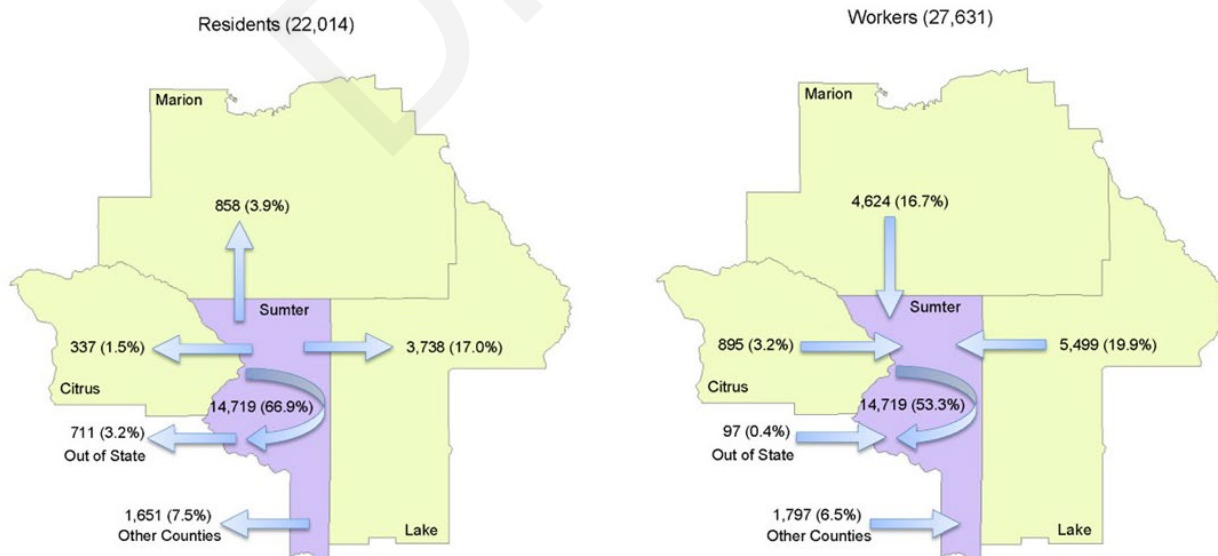 Residents (22,014)
Marion
858 (3.9%)
Sumter
337 (1.5%)
3,738 (17.0%)
Citrus
14,719 (66.9%)
711 (3.2%)
Out of State
1,651 (7.5%)
Other Counties
Lake
Workers (27,631)
Marion
4,624 (16.7%)
Sumter
895 (3.2%)
5,499 (19.9%)
Citrus
14,719 (53.3%)
97 (0.4%)
Out of State
1,797 (6.5%)
Other Counties
Lake